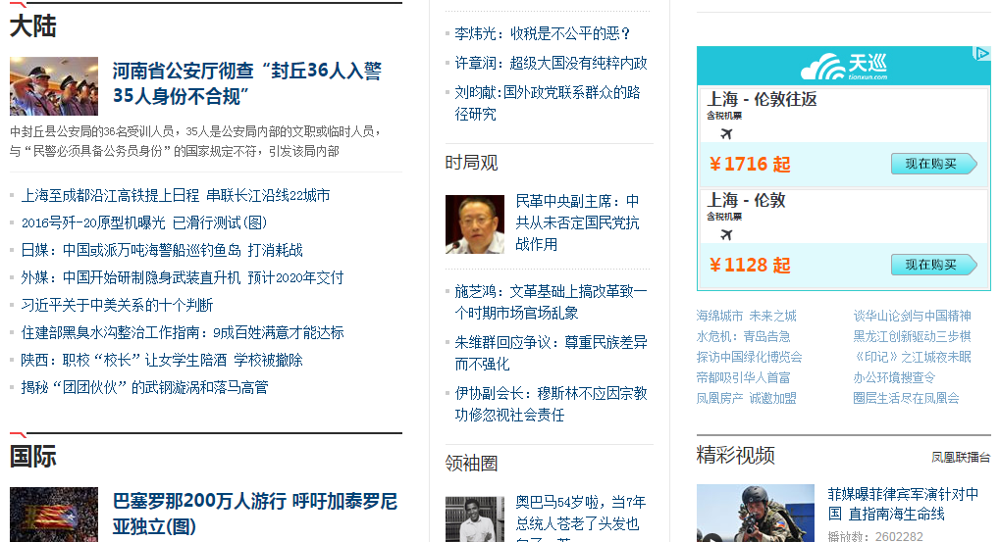 大陆
河南省公安厅彻查“封丘36人入警
35人身份不合规”
中封丘县公安局的36名受训人员，35人是公安局内部的文职或临时人员，
与“民警必须具备公务员身份”的国家规定不符，引发该局内部
上海至成都沿江高铁提上日程 串联长江沿线22城市
2016号歼-20原型机曝光 已滑行测试(图)
日媒：中国或派万吨海警船巡钓鱼岛 打消耗战
外媒：中国开始研制隐身武装直升机 预计2020年交付
习近平关于中美关系的十个判断
住建部黑臭水沟整治工作指南：9成百姓满意才能达标
陕西：职校“校长”让女学生陪酒 学校被撤除
揭秘“团团伙伙”的武钢漩涡和落马高管
国际
巴塞罗那200万人游行 呼吁加泰罗尼
亚独立(图)
李炜光：收税是不公平的恶？
许章润：超级大国没有纯粹内政
刘昀献:国外政党联系群众的路
径研究
时局观
民革中央副主席：中
共从未否定国民党抗
战作用
施芝鸿：文革基础上搞改革致一
个时期市场官场乱象
朱维群回应争议：尊重民族差异
而不强化
伊协副会长：穆斯林不应因宗教
功修忽视社会责任
领袖圈
奥巴马54岁啦，当7年
总统人苍老了头发也
天巡
tianxun.com
上海 - 伦敦往返
含税机票
￥1716 起
现在购买
上海 - 伦敦
含税机票
￥1128 起
现在购买
海绵城市 未来之城
谈华山论剑与中国精神
水危机：青岛告急
黑龙江创新驱动三步棋
探访中国绿化博览会
《印记》之江城夜未眠
帝都吸引华人首富
办公环境搜查令
凤凰房产 诚邀加盟
圈层生活尽在凤凰会
精彩视频
凤凰联播台
菲媒曝菲律宾军演针对中
国 直指南海生命线
播放数：2602282